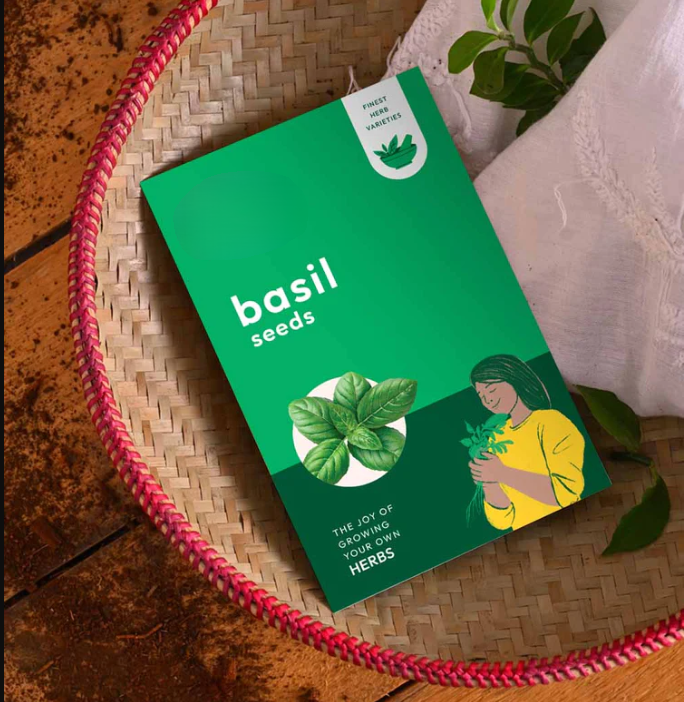 FINEST
HERB
VARIETIES
basil
seeds
THE JOY OF
GROWING
YOUR OWN
HERBS